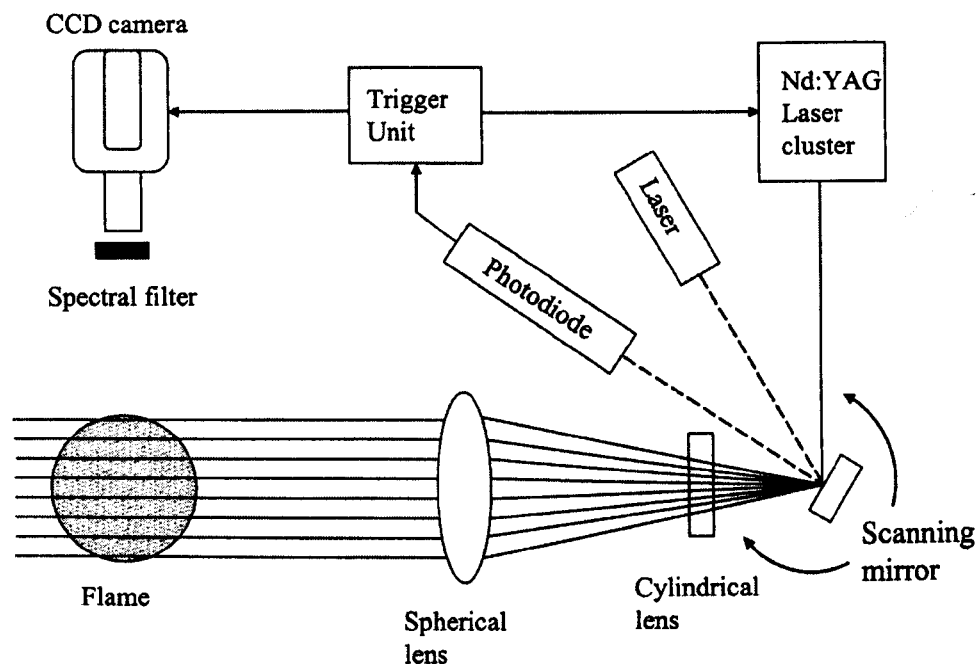 CCD camera
Trigger
Unit
Nd:YAG
Laser
cluster
Laser
Photodiode
Spectral filter
Flame
Spherical
lens
Cylindrical
lens
Scanning
mirror